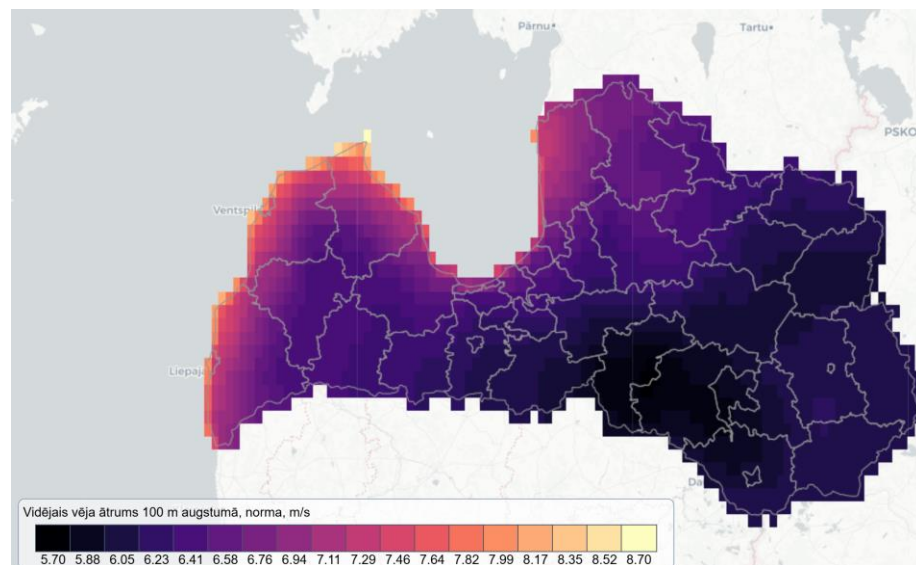 Pärnu
Tartu
PSKO
Ventspil
Liepāja
Da
Vidējais vēja ātrums 100 m augstumā, norma, m/s
5.70 5.88 6.05 6.23 6.41 6.58 6.76 6.94 7.11 7.29 7.46 7.64 7.82 7.99 8.17 8.35 8.52 8.70